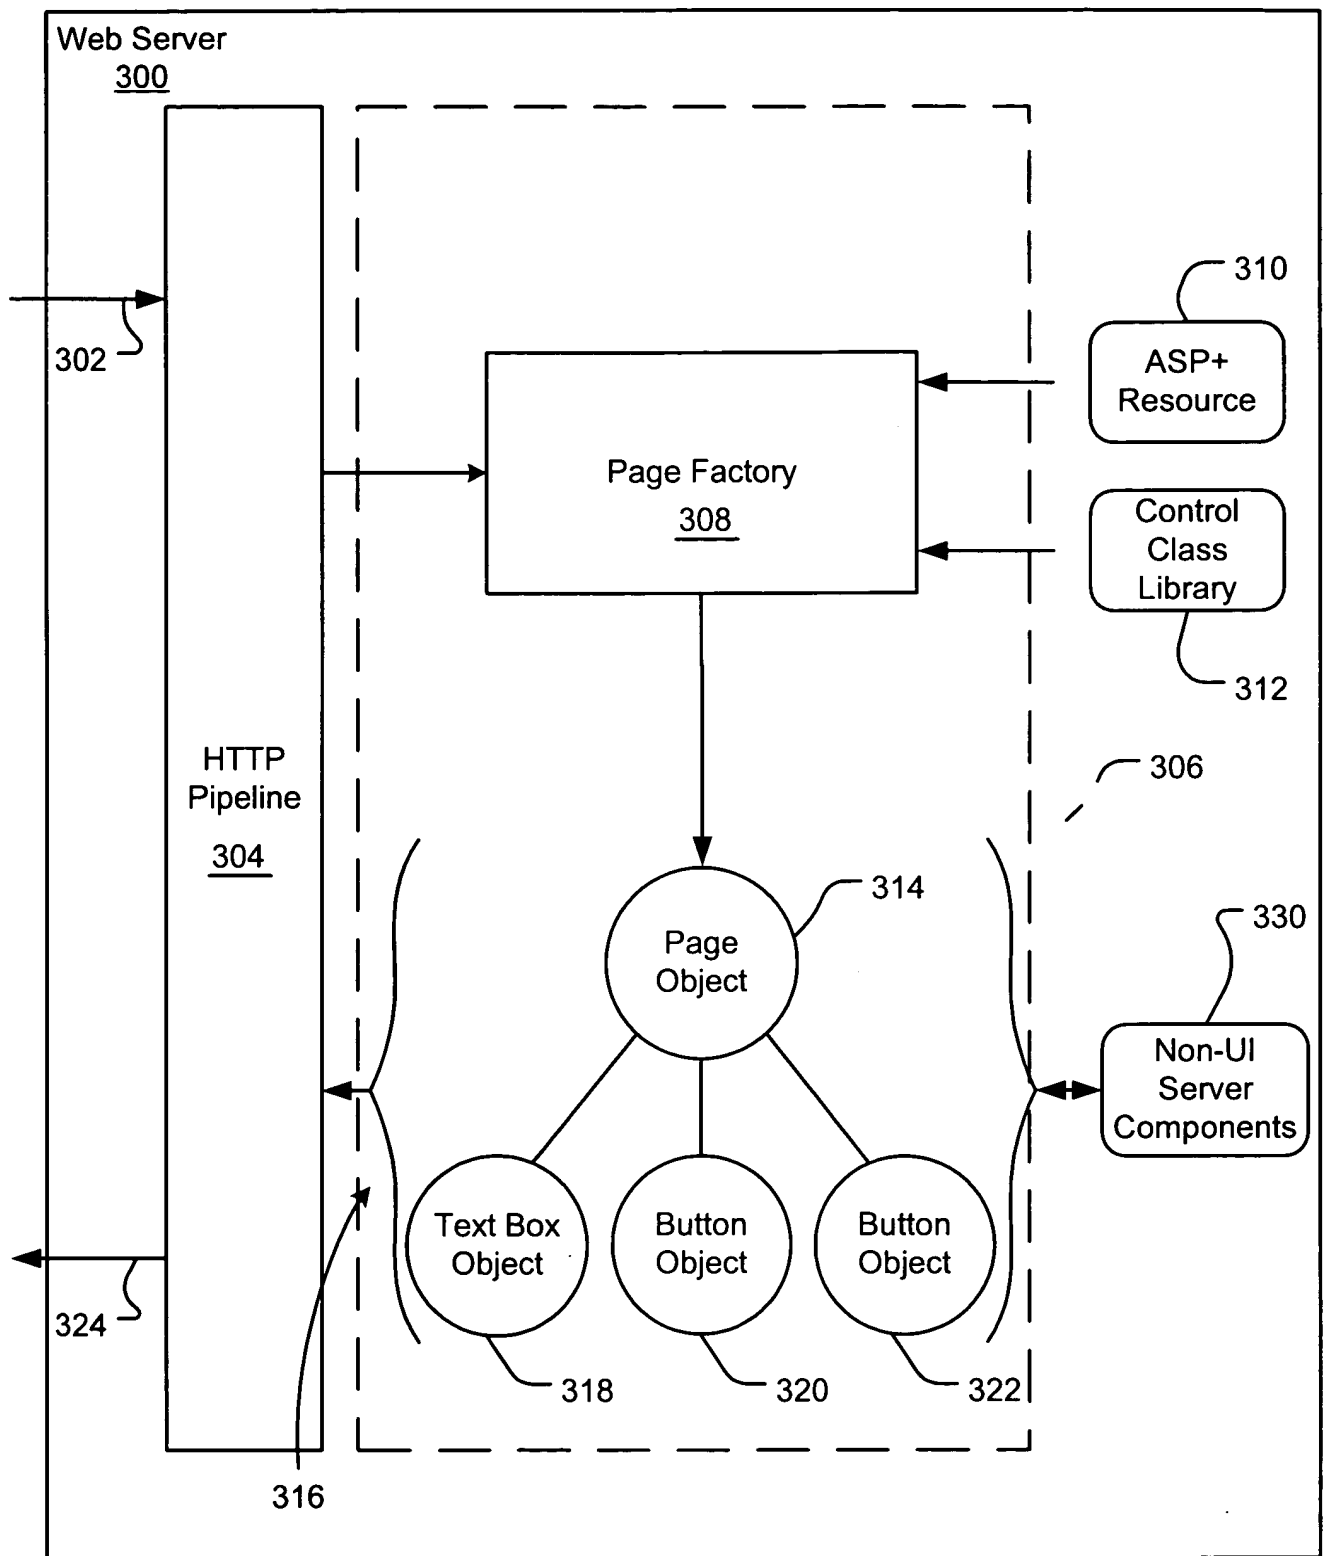 Web Server
300
302
310
ASP+
Resource
Page Factory
308
Control
Class
Library
312
306
HTTP
Pipeline
304
314
Page
Object
330
Non-UI
Server
Components
Text Box
Object
Button
Object
Button
Object
324
318
320
322
316